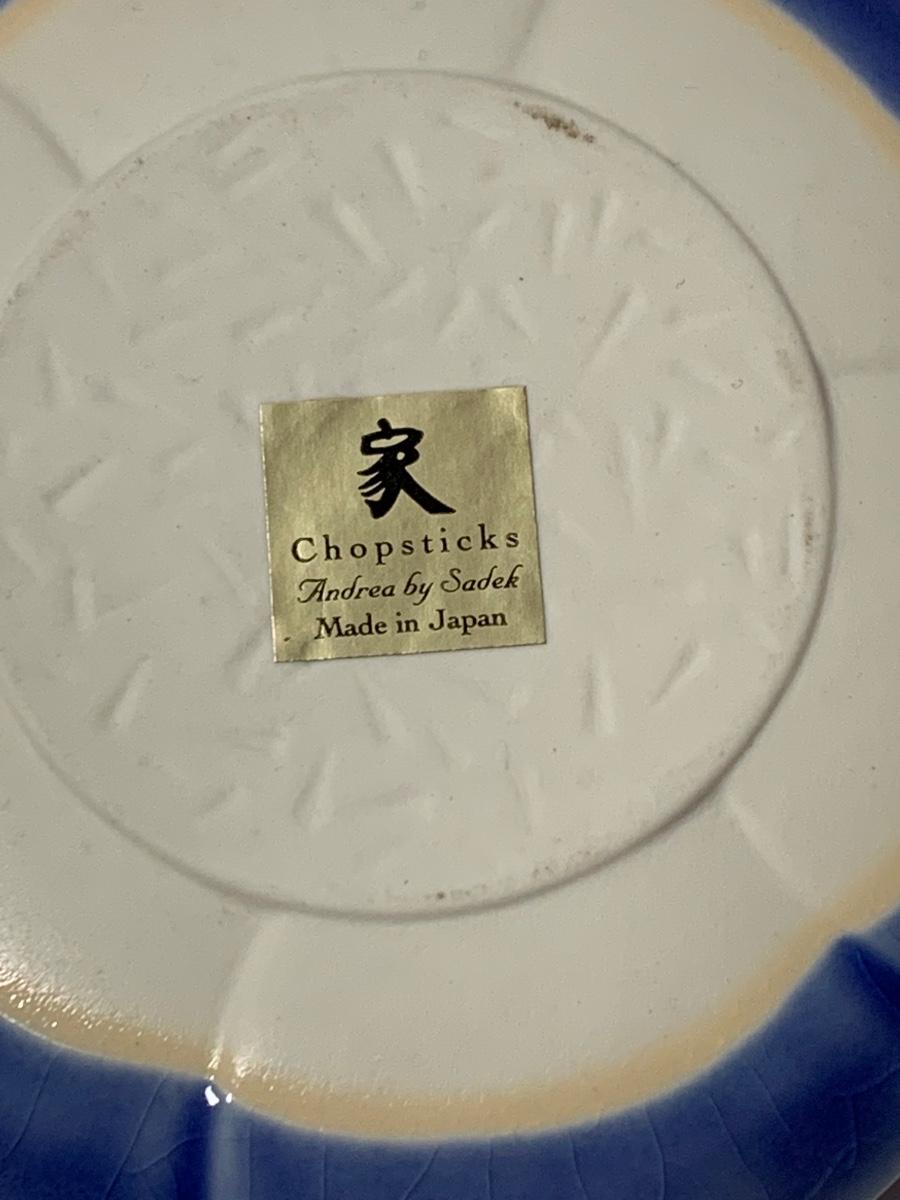 家
Chopsticks
Andrea by Sadek
Made in Japan